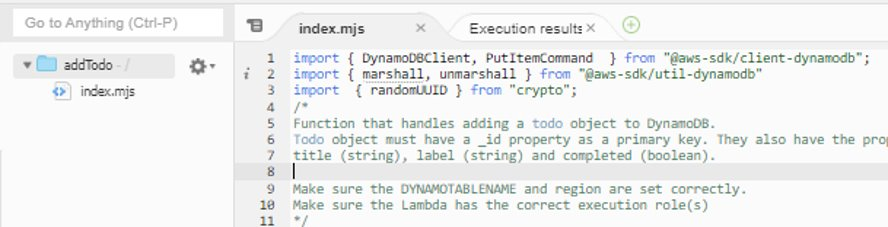 Go to Anything (Ctrl-P)
index.mjs
Execution results
addTodo - /
index.mjs
1 import { DynamoDBClient, PutItemCommand } from "@aws-sdk/client-dynamodb";
2 import { marshall, unmarshall } from "@aws-sdk/util-dynamodb"
3 import { randomUUID } from "crypto";
4 /*
5 Function that handles adding a todo object to DynamoDB.
6 Todo object must have a _id property as a primary key. They also have the prop
7 title (string), label (string) and completed (boolean).
8
9 Make sure the DYNAMOTABLENAME and region are set correctly.
10 Make sure the Lambda has the correct execution role(s)
11 */